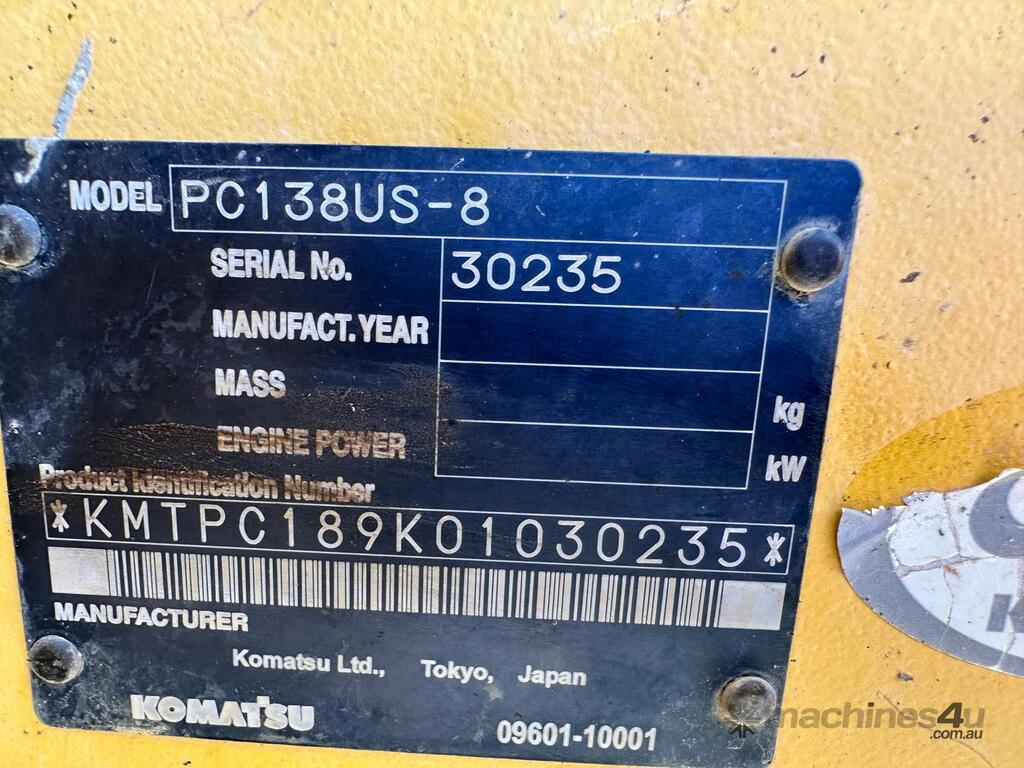 MODEL PC138US-8
SERIAL No. 30235
MANUFACT. YEAR
MASS kg
ENGINE POWER kW
Product Identification Number
*KMTPC189K01030235*
MANUFACTURER
Komatsu Ltd., Tokyo, Japan
KOMATSU
09601-10001
machines4u
.com.au